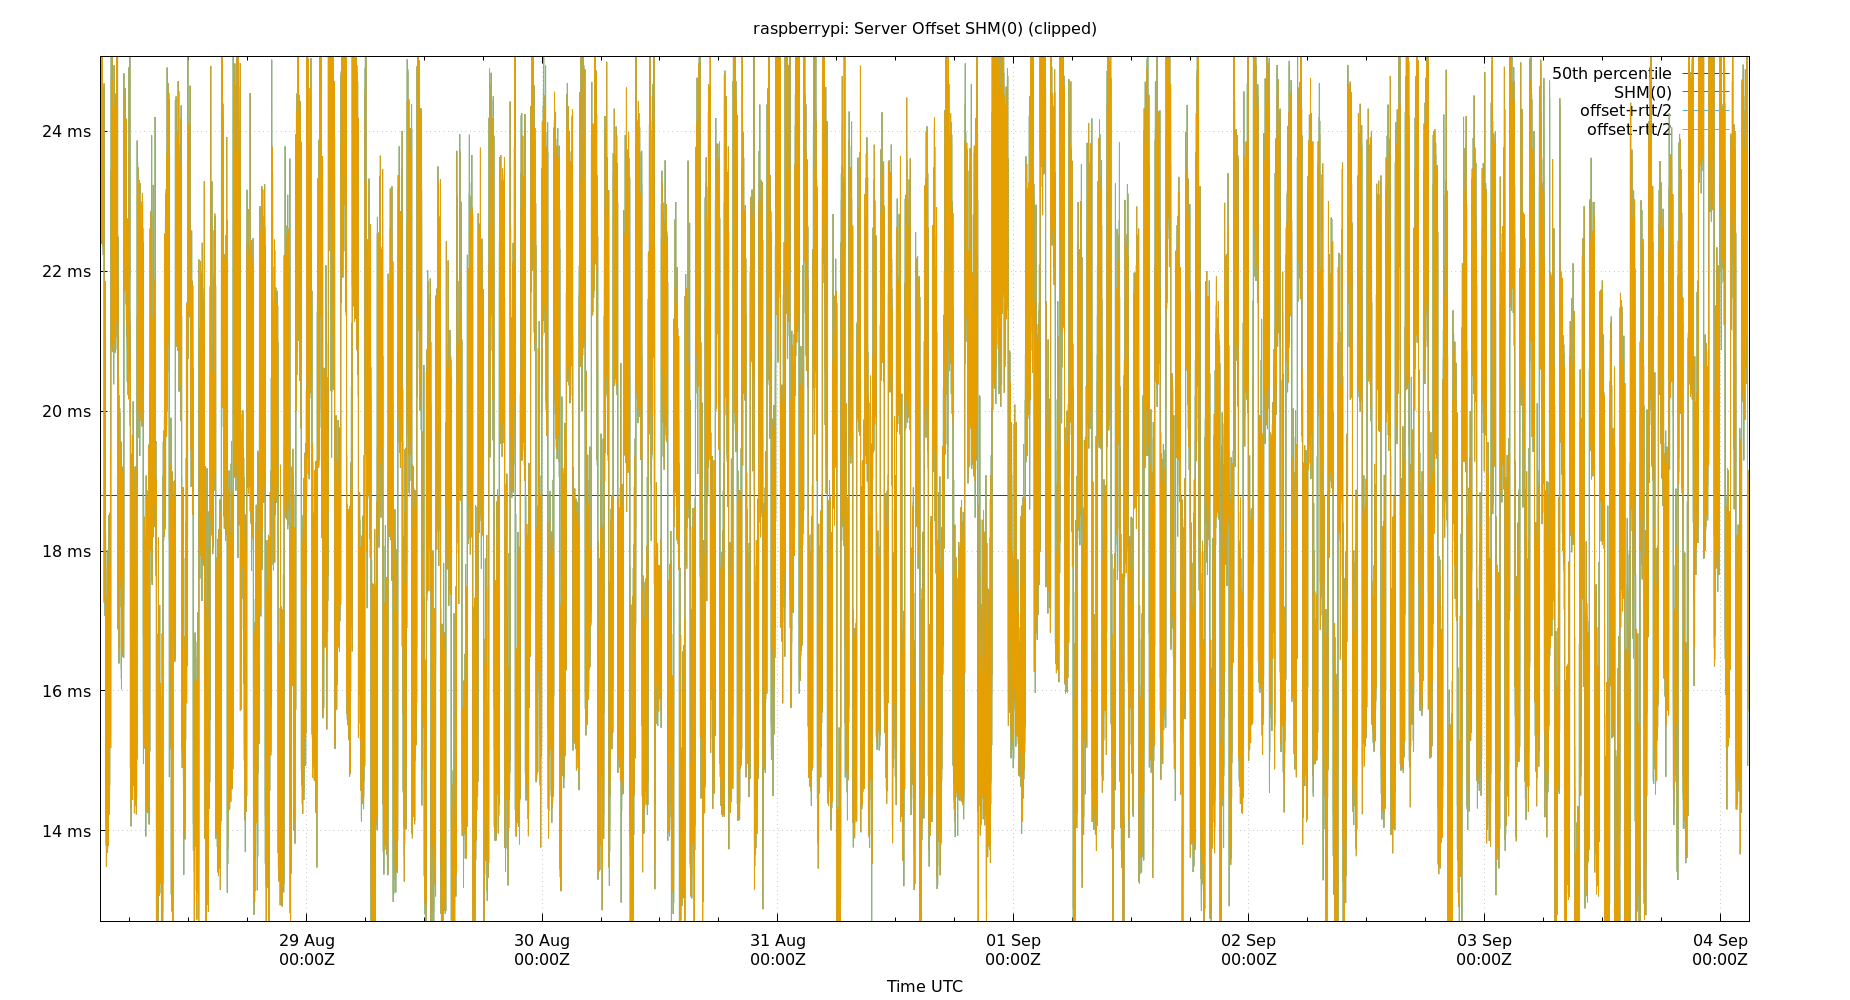 raspberrypi: Server Offset SHM(0) (clipped)
50th percentile
SHM(0)
offset+rtt/2
offset-rtt/2
24 ms
22 ms
20 ms
18 ms
16 ms
14 ms
29 Aug 30 Aug 31 Aug 01 Sep 02 Sep 03 Sep 04 Sep
00:00Z 00:00Z 00:00Z 00:00Z 00:00Z 00:00Z 00:00Z
Time UTC